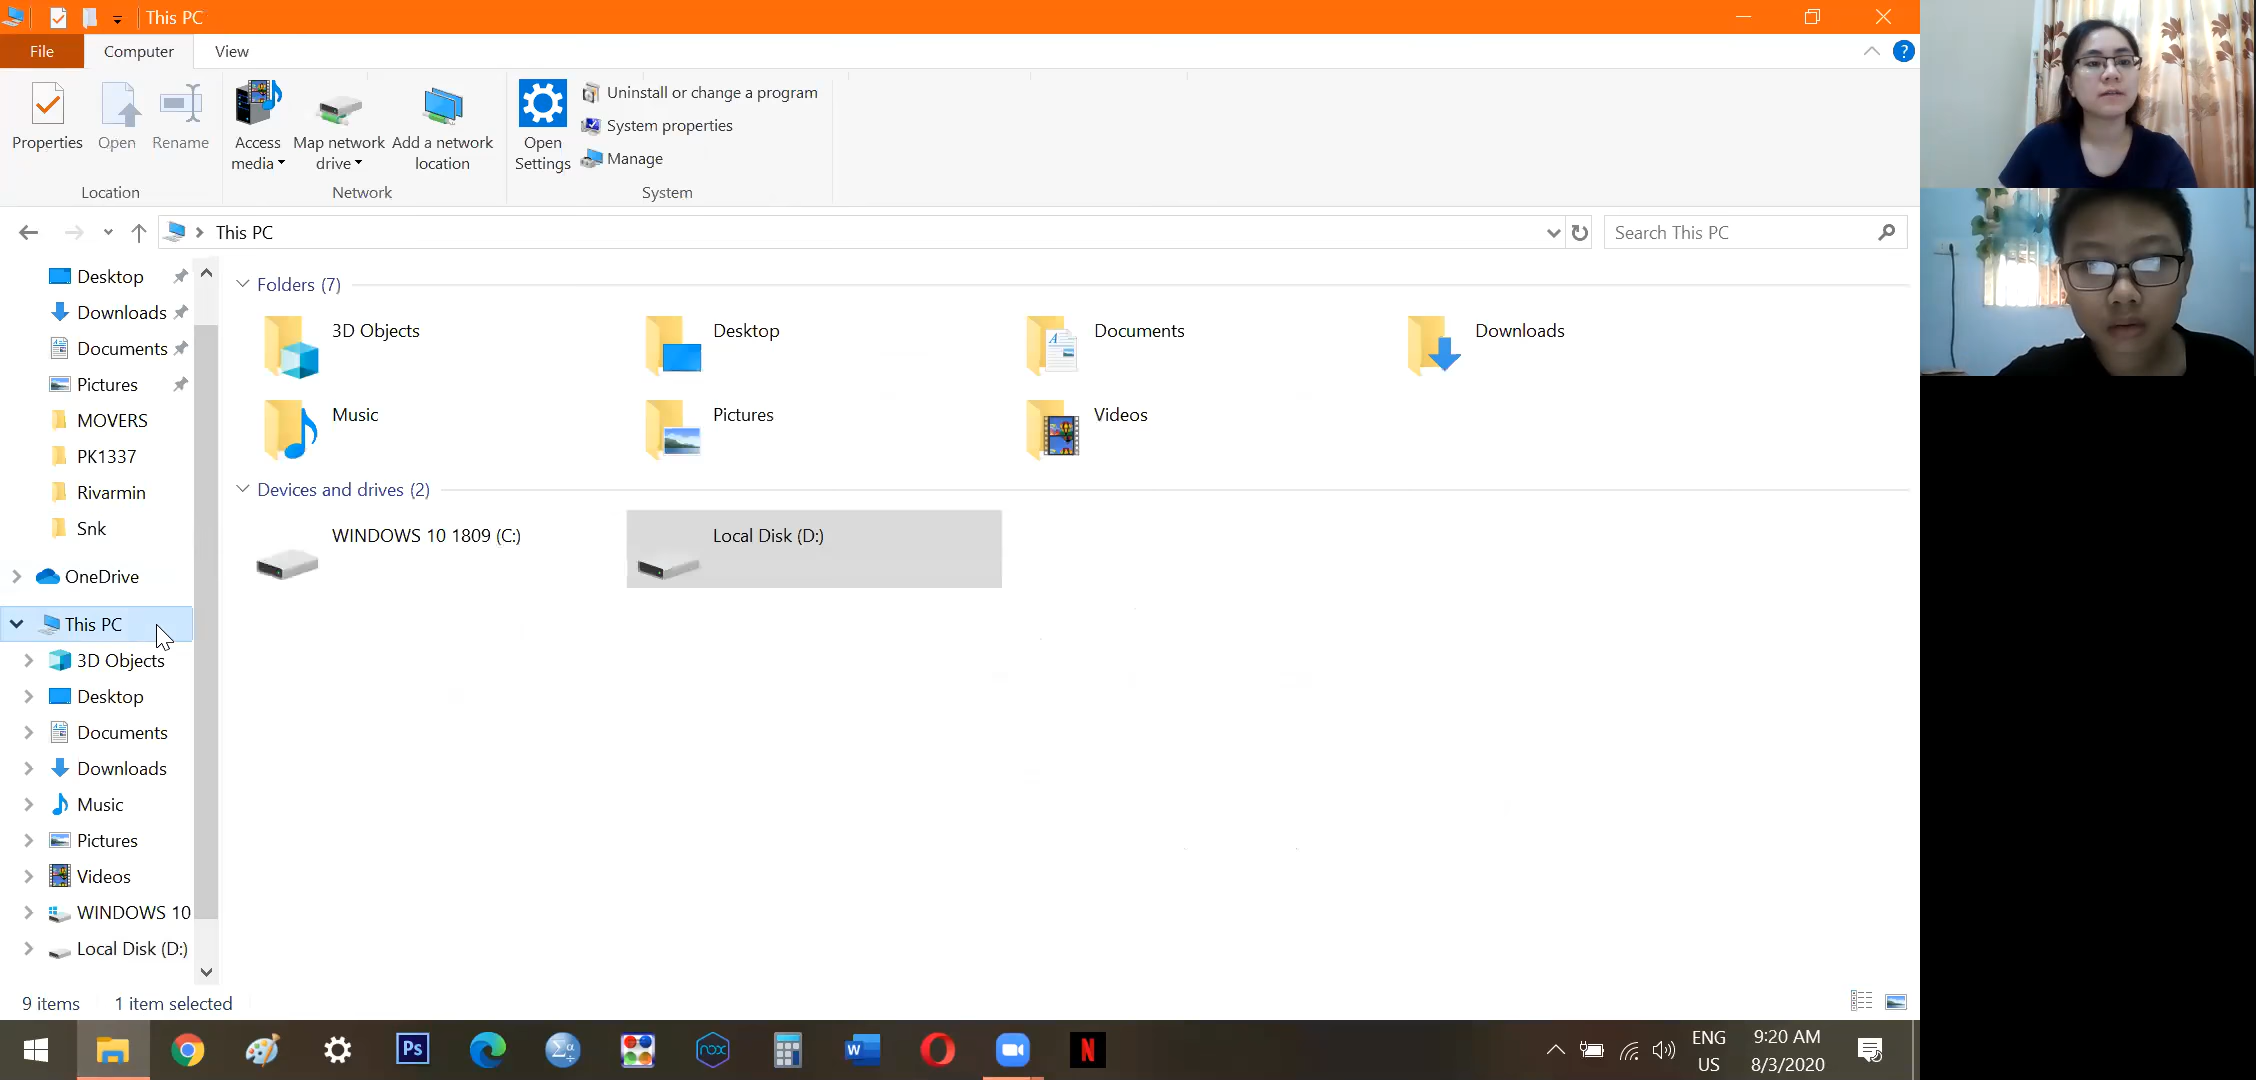 This PC
File Computer View
?
Properties Open Rename
Access media
Map network drive
Add a network location
Open Settings
Uninstall or change a program
System properties
Manage
Location Network System
This PC
Search This PC
Desktop
Downloads
Documents
Pictures
MOVERS
PK1337
Rivarmin
Snk
OneDrive
This PC
3D Objects
Desktop
Documents
Downloads
Music
Pictures
Videos
WINDOWS 10
Local Disk (D:)
Folders (7)
3D Objects Desktop Documents Downloads
Music Pictures Videos
Devices and drives (2)
WINDOWS 10 1809 (C:) Local Disk (D:)
9 items 1 item selected
Ps
nox
W
N
ENG
US
9:20 AM
8/3/2020